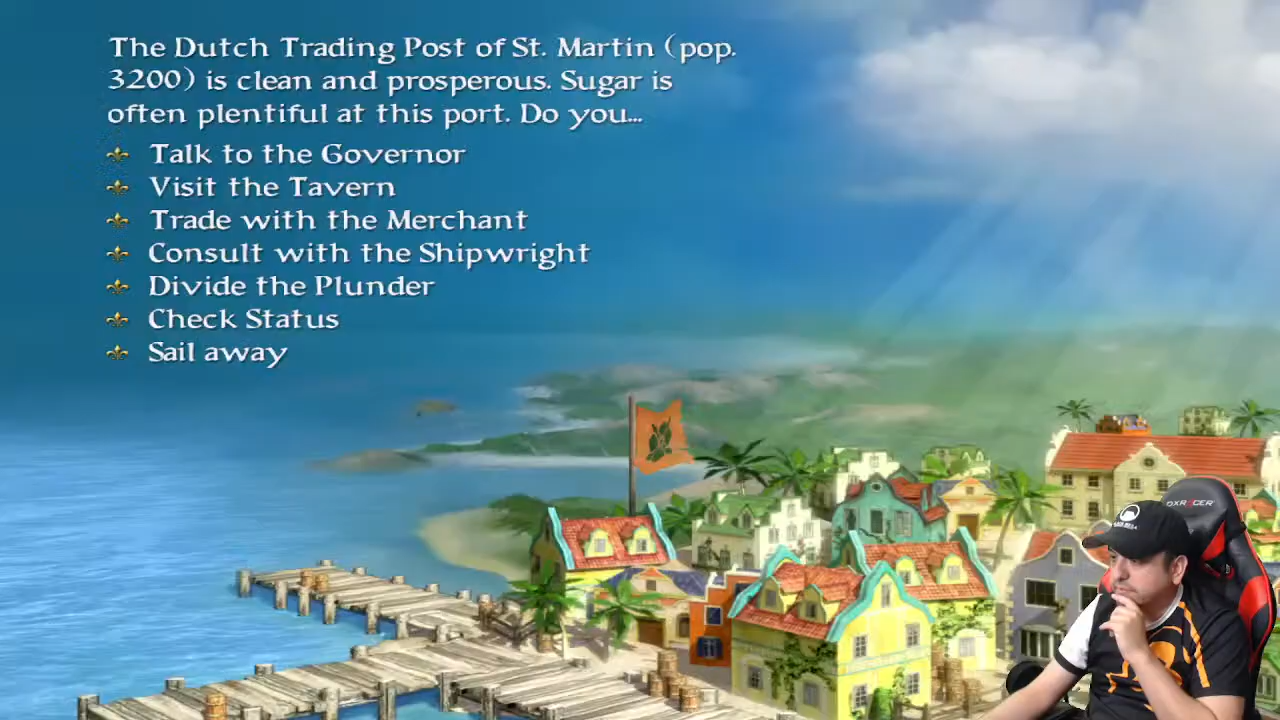 The Dutch Trading Post of St. Martin (pop.
3200) is clean and prosperous. Sugar is
often plentiful at this port. Do you...
Talk to the Governor
Visit the Tavern
Trade with the Merchant
Consult with the Shipwright
Divide the Plunder
Check Status
Sail away
DXRACER